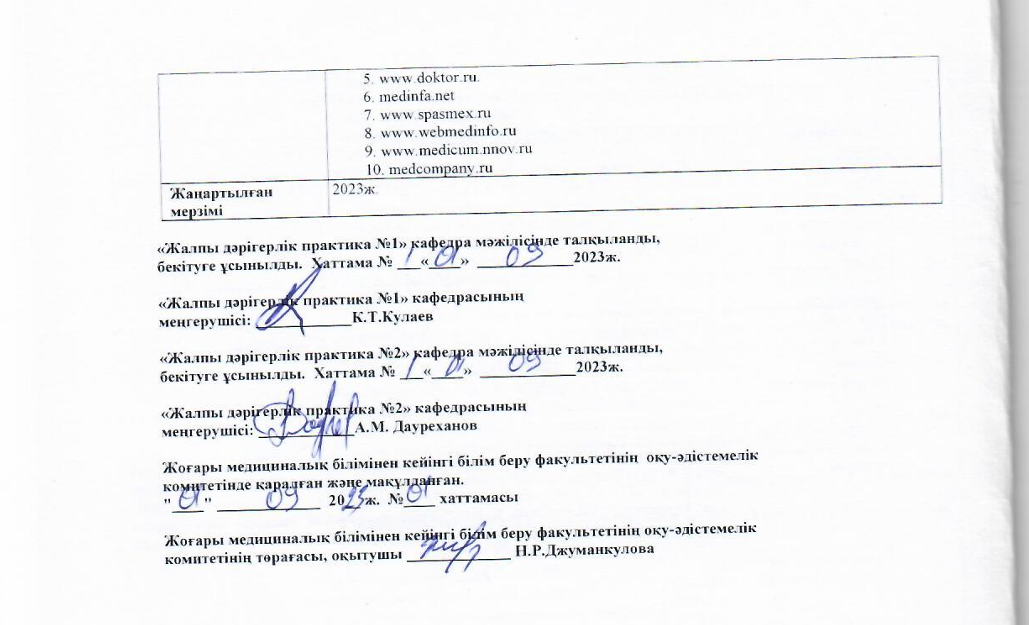 5. www.doktor.ru.
6. medinfa.net
7. www.spasmex.ru
8. www.webmedinfo.ru
9. www.medicum.nnov.ru
10. medcompany.ru
Жаңартылған 2023ж.
мерзімі
«Жалпы дәрігерлік практика №1» кафедра мәжілісінде талқыланды,
бекітуге ұсынылды. Хаттама № 1 «01» 09 2023ж.
«Жалпы дәрігерлік практика №1» кафедрасының
меңгерушісі: ____________К.Т.Кулаев
«Жалпы дәрігерлік практика №2» кафедра мәжілісінде талқыланды,
бекітуге ұсынылды. Хаттама № 1 «01» 09 2023ж.
«Жалпы дәрігерлік практика №2» кафедрасының
меңгерушісі: ____________А.М. Дауреханов
Жоғары медициналық білімінен кейінгі білім беру факультетінің оқу-әдістемелік
комитетінде қаралған және мақұлданған.
"01" 09 2023ж. №01 хаттамасы
Жоғары медициналық білімінен кейінгі білім беру факультетінің оқу-әдістемелік
комитетінің төрағасы, оқытушы _____________ Н.Р.Джуманкулова